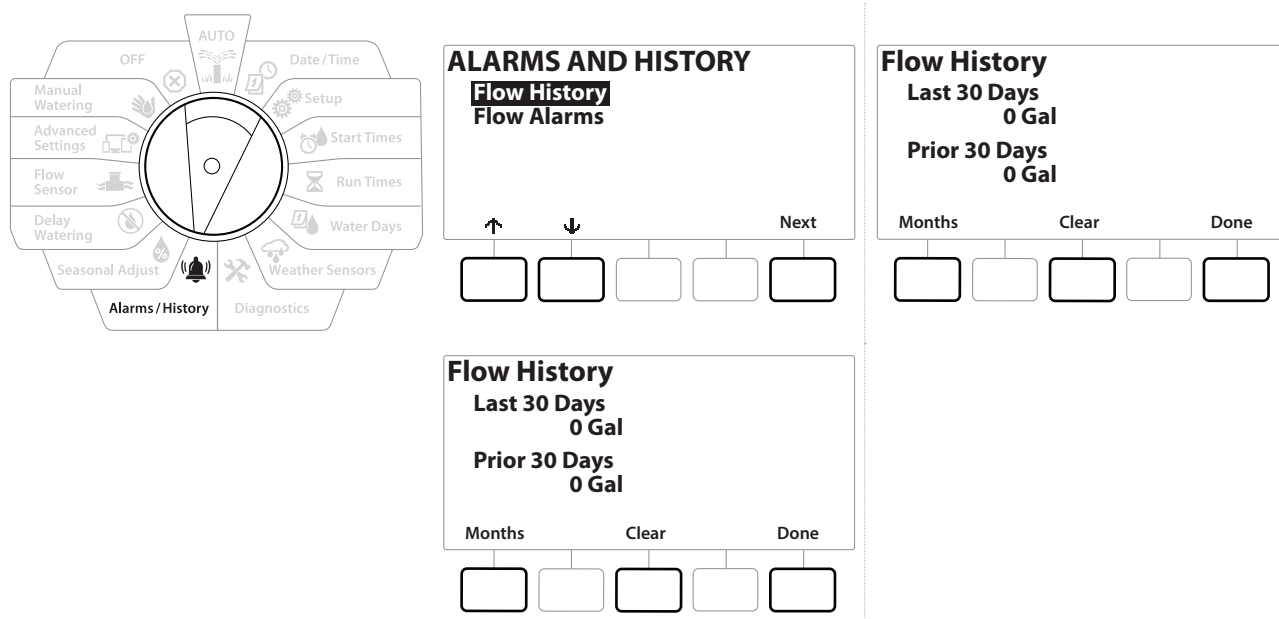 AUTO
OFF
Date/Time
Manual
Watering
Setup
Advanced
Settings
Start Times
Flow
Sensor
Run Times
Delay
Watering
Water Days
Seasonal Adjust
Weather Sensors
Alarms/History
Diagnostics
ALARMS AND HISTORY
Flow History
Flow Alarms
Next
Flow History
Last 30 Days
0 Gal
Prior 30 Days
0 Gal
Months Clear Done
Flow History
Last 30 Days
0 Gal
Prior 30 Days
0 Gal
Months Clear Done